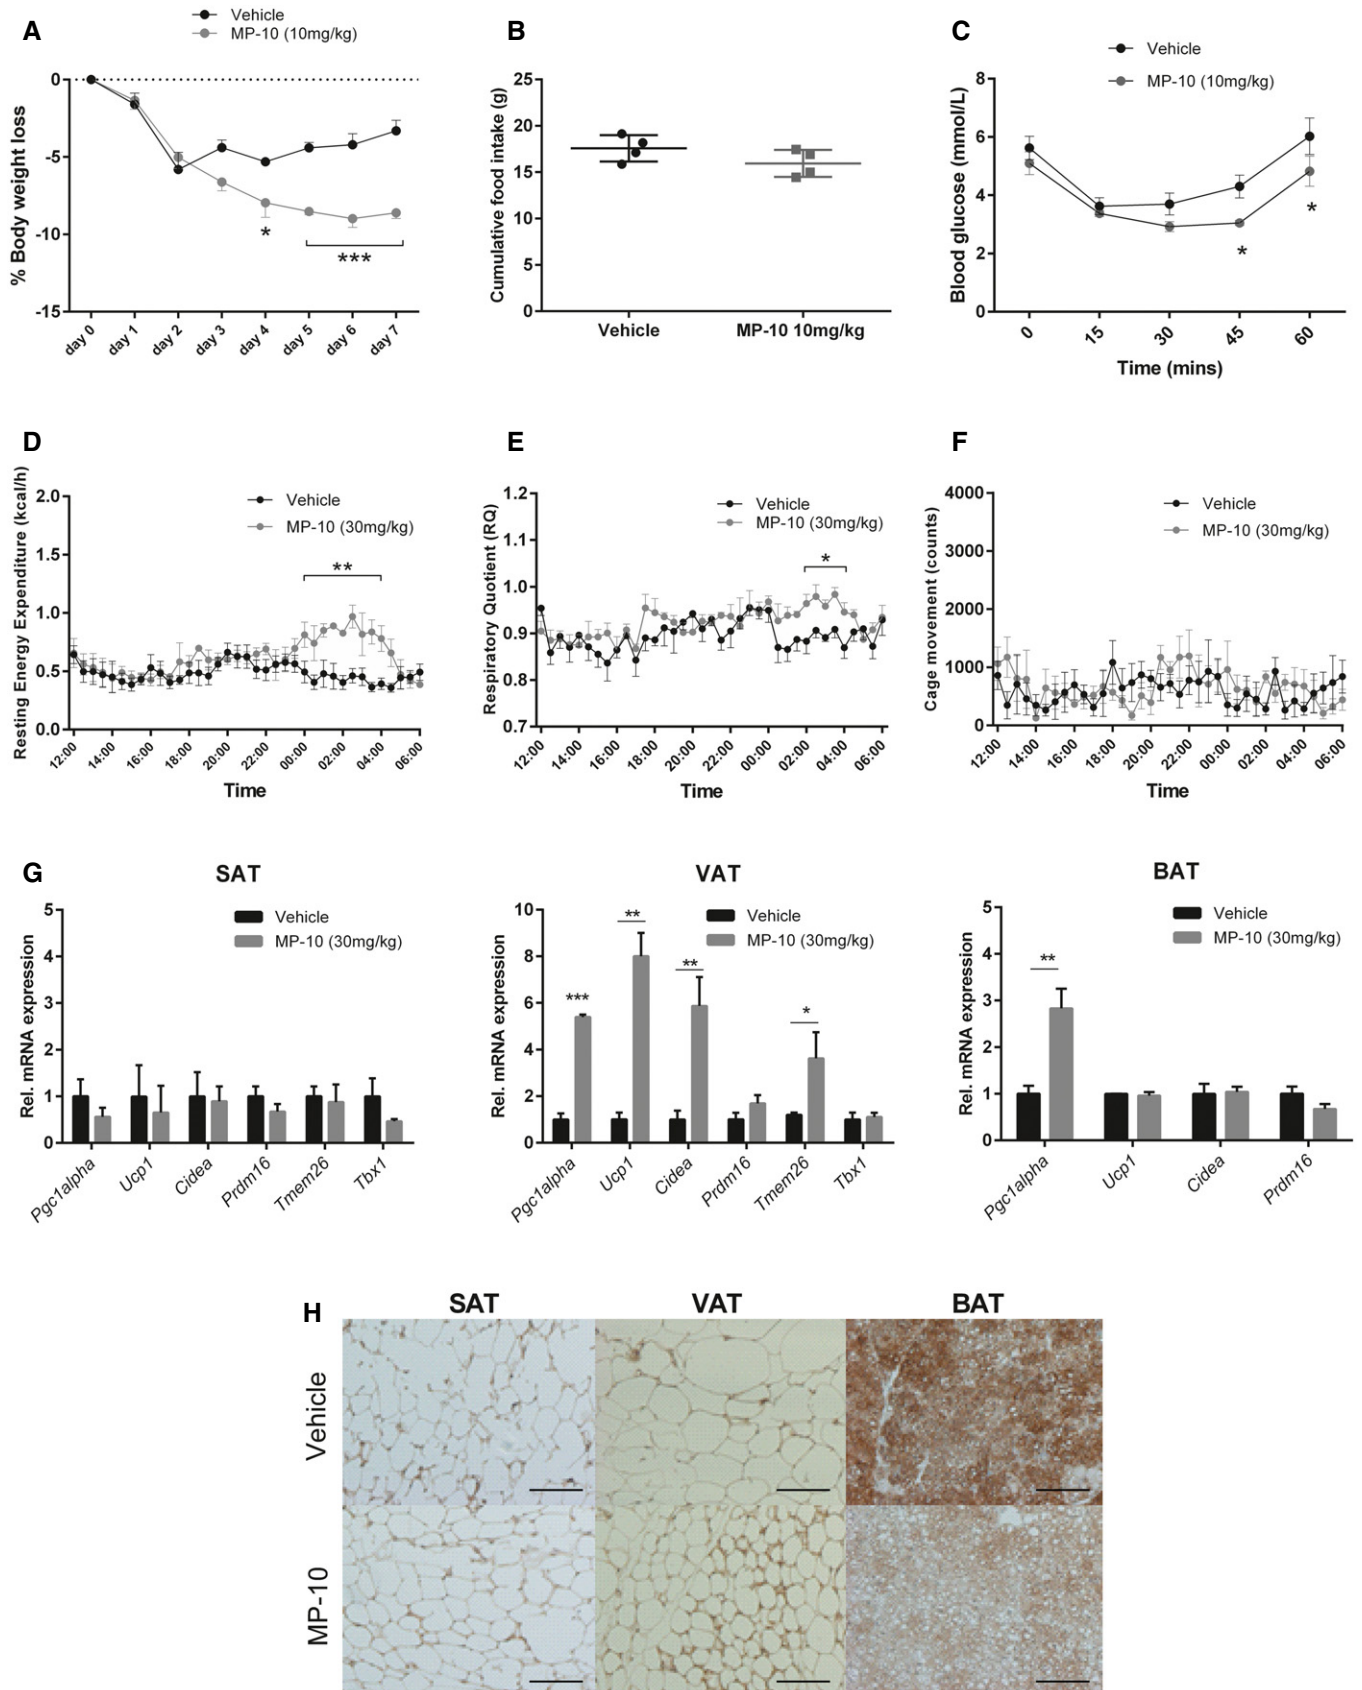 A
Vehicle
MP-10 (10mg/kg)
% Body weight loss
0
-5
-10
-15
*
***
day 0
day 1
day 2
day 3
day 4
day 5
day 6
day 7
B
Cumulative food intake (g)
25
20
15
10
5
0
Vehicle
MP-10 10mg/kg
C
Vehicle
MP-10 (10mg/kg)
Blood glucose (mmol/L)
8
6
4
2
0
*
*
0
15
30
45
60
Time (mins)
D
Resting Energy Expenditure (kcal/h)
2.0
1.5
1.0
0.5
0.0
Vehicle
MP-10 (30mg/kg)
**
12:00
14:00
16:00
18:00
20:00
22:00
00:00
02:00
04:00
06:00
Time
E
Respiratory Quotient (RQ)
1.2
1.1
1.0
0.9
0.8
0.7
Vehicle
MP-10 (30mg/kg)
*
12:00
14:00
16:00
18:00
20:00
22:00
00:00
02:00
04:00
06:00
Time
F
Cage movement (counts)
4000
3000
2000
1000
0
Vehicle
MP-10 (30mg/kg)
12:00
14:00
16:00
18:00
20:00
22:00
00:00
02:00
04:00
06:00
Time
G
SAT
Rel. mRNA expression
5
4
3
2
1
0
Vehicle
MP-10 (30mg/kg)
Pgc1alpha
Ucp1
Cidea
Prdm16
Tmem26
Tbx1
VAT
Rel. mRNA expression
10
8
6
4
2
0
Vehicle
MP-10 (30mg/kg)
***
**
**
*
Pgc1alpha
Ucp1
Cidea
Prdm16
Tmem26
Tbx1
BAT
Rel. mRNA expression
5
4
3
2
1
0
Vehicle
MP-10 (30mg/kg)
**
Pgc1alpha
Ucp1
Cidea
Prdm16
H
SAT
VAT
BAT
Vehicle
MP-10